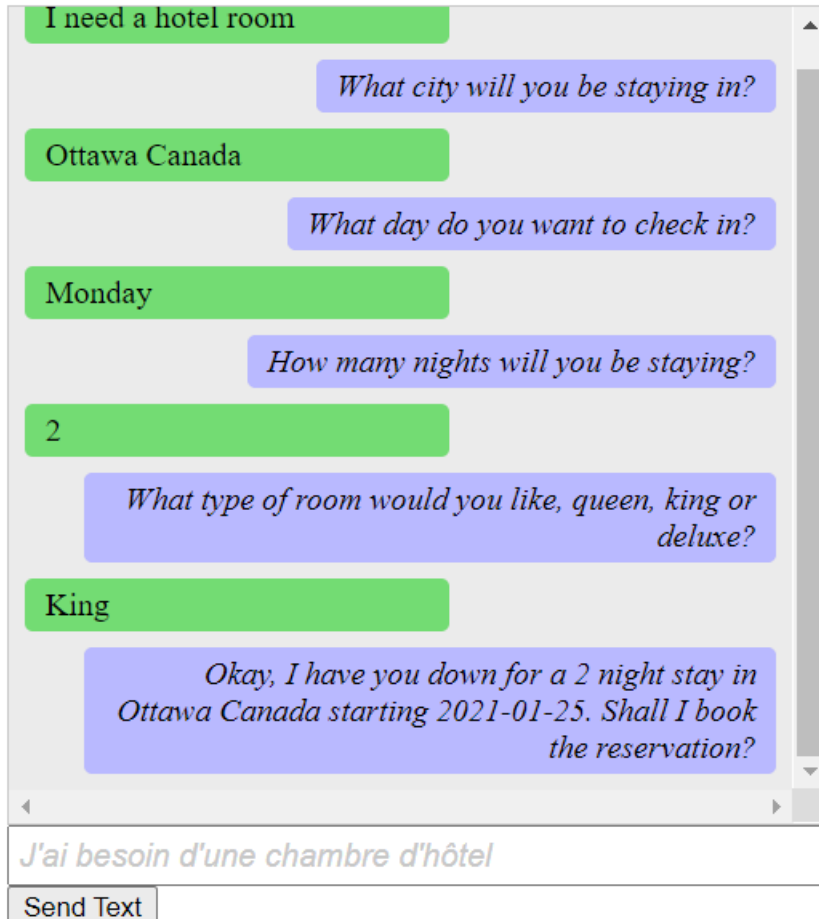 I need a hotel room
What city will you be staying in?
Ottawa Canada
What day do you want to check in?
Monday
How many nights will you be staying?
2
What type of room would you like, queen, king or
deluxe?
King
Okay, I have you down for a 2 night stay in
Ottawa Canada starting 2021-01-25. Shall I book
the reservation?
J'ai besoin d'une chambre d'hôtel
Send Text